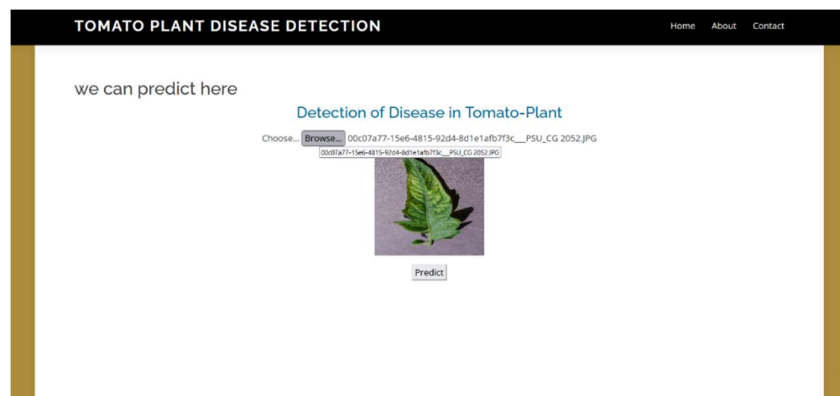 TOMATO PLANT DISEASE DETECTION
Home About Contact
we can predict here
Detection of Disease in Tomato-Plant
Choose... Browse... 00c07a77-15e6-4815-92d4-8d1e1afb7f3c___PSU_CG 2052.JPG
00c07a77-15e6-4815-92d4-8d1e1afb7f3c___PSU_CG 2052.JPG
Predict